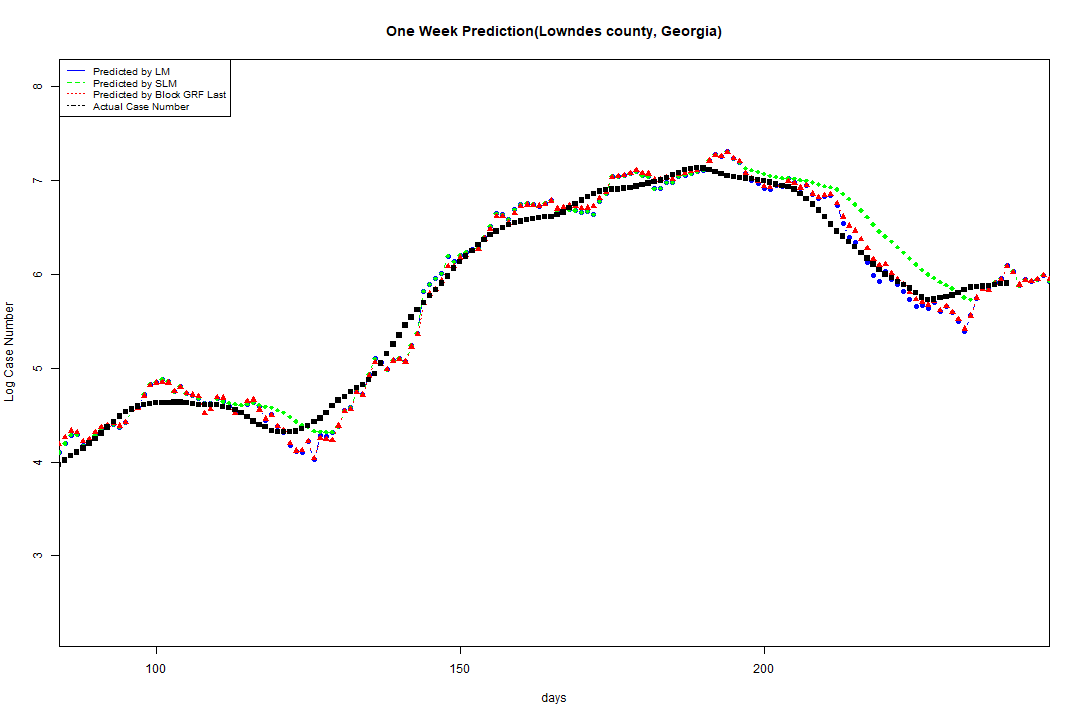 One Week Prediction(Lowndes county, Georgia)
Predicted by LM
Predicted by SLM
Predicted by Block GRF Last
Actual Case Number
8
7
6
5
4
3
Log Case Number
100
150
200
days